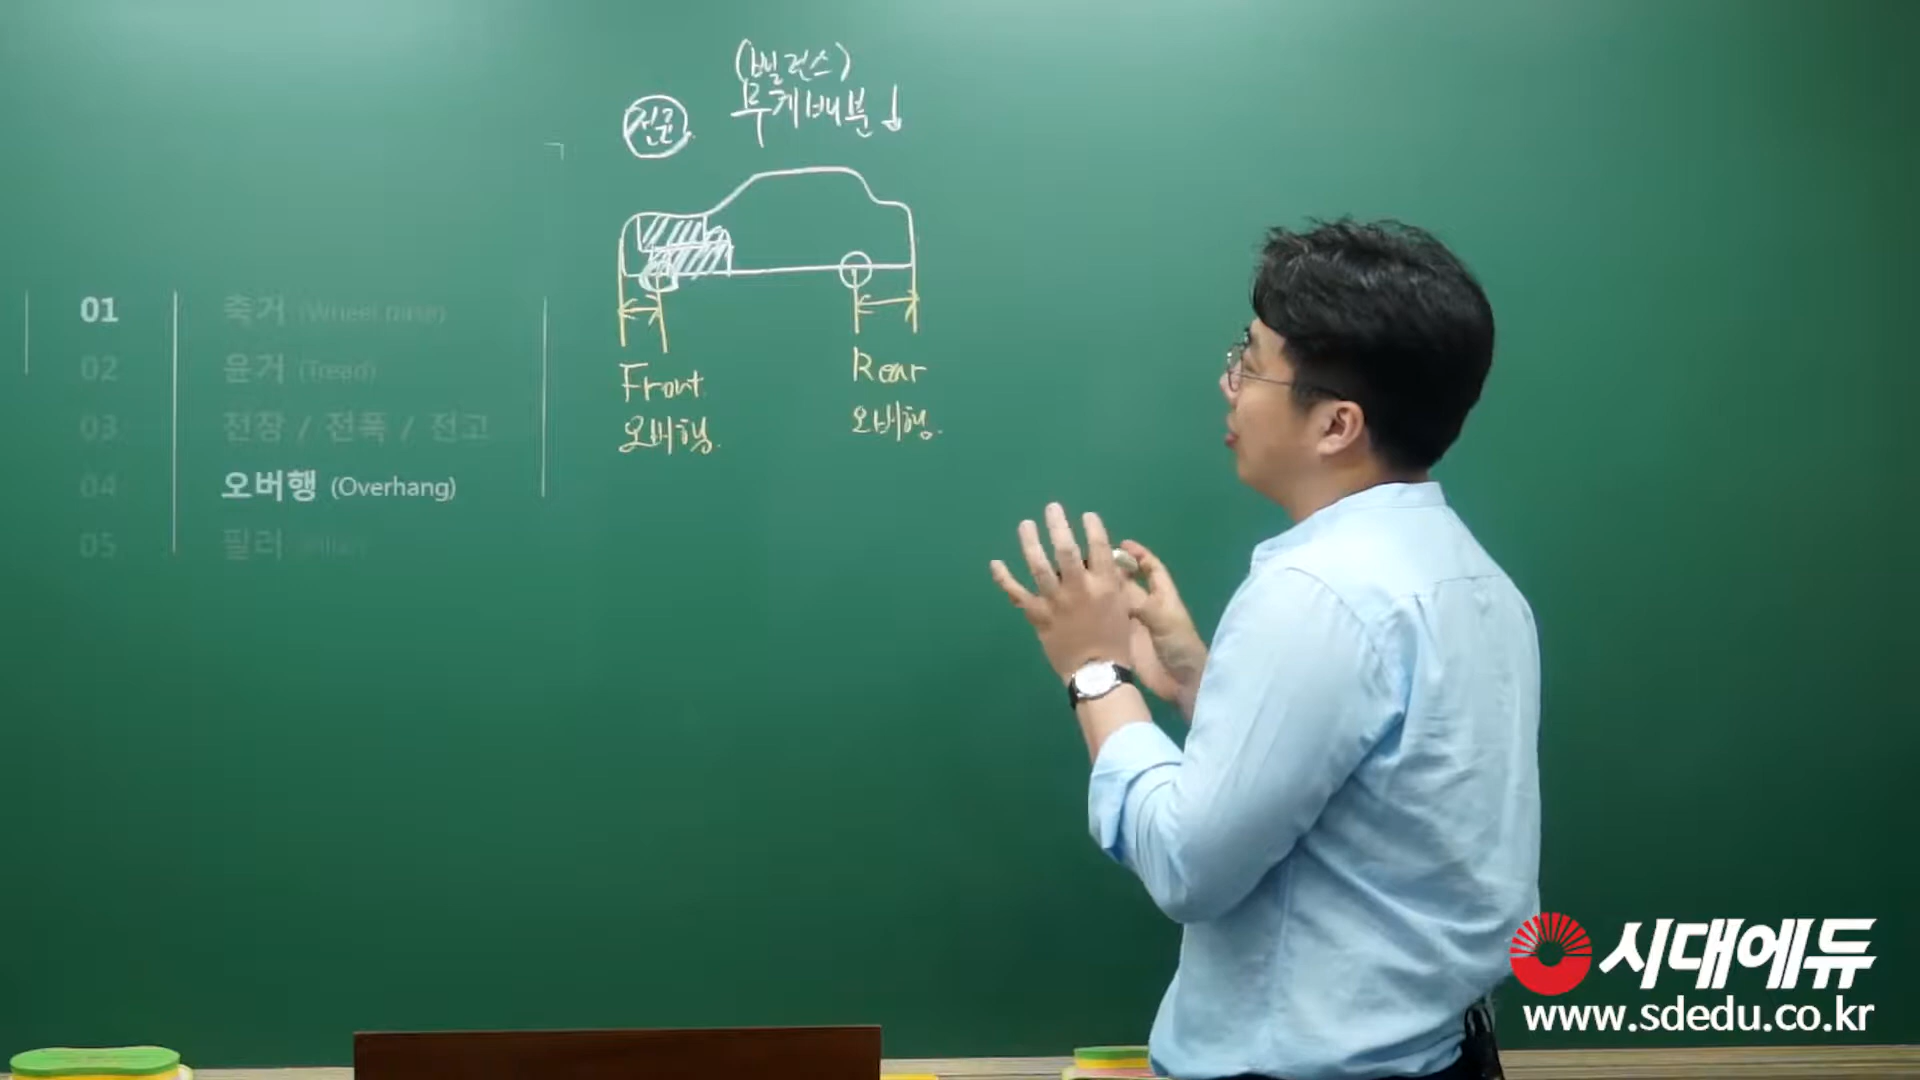 (밸런스)
무게배분↓
전륜
01 축거 (Wheel base)
02 윤거 (Tread)
03 전장 / 전폭 / 전고
04 오버행 (Overhang)
05 필러 (Pillar)
Front
오버행.
Rear
오버행.
시대에듀
www.sdedu.co.kr